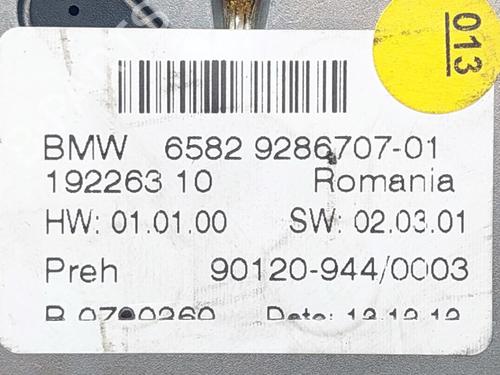 013
BMW 6582 9286707-01
192263 10 Romania
HW: 01.01.00 SW: 02.03.01
Preh 90120-944/0003
Date: